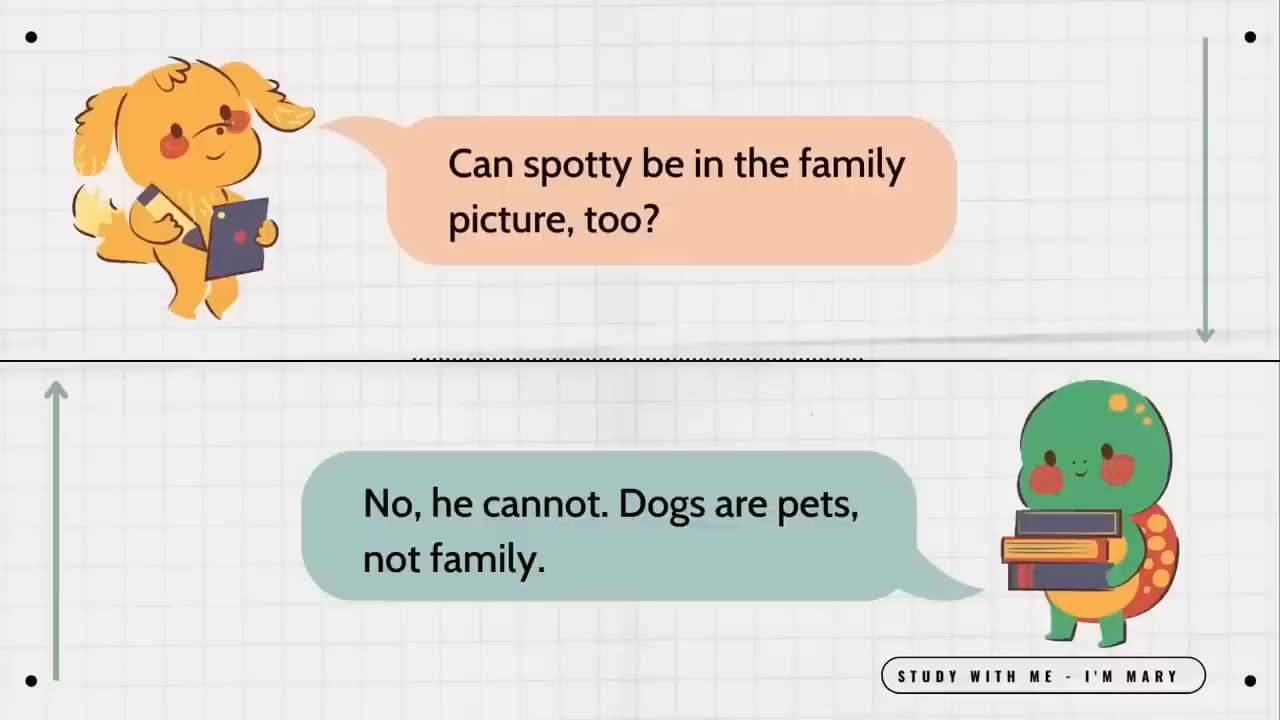 Can spotty be in the family
picture, too?
No, he cannot. Dogs are pets,
not family.
STUDY WITH ME - I'M MARY